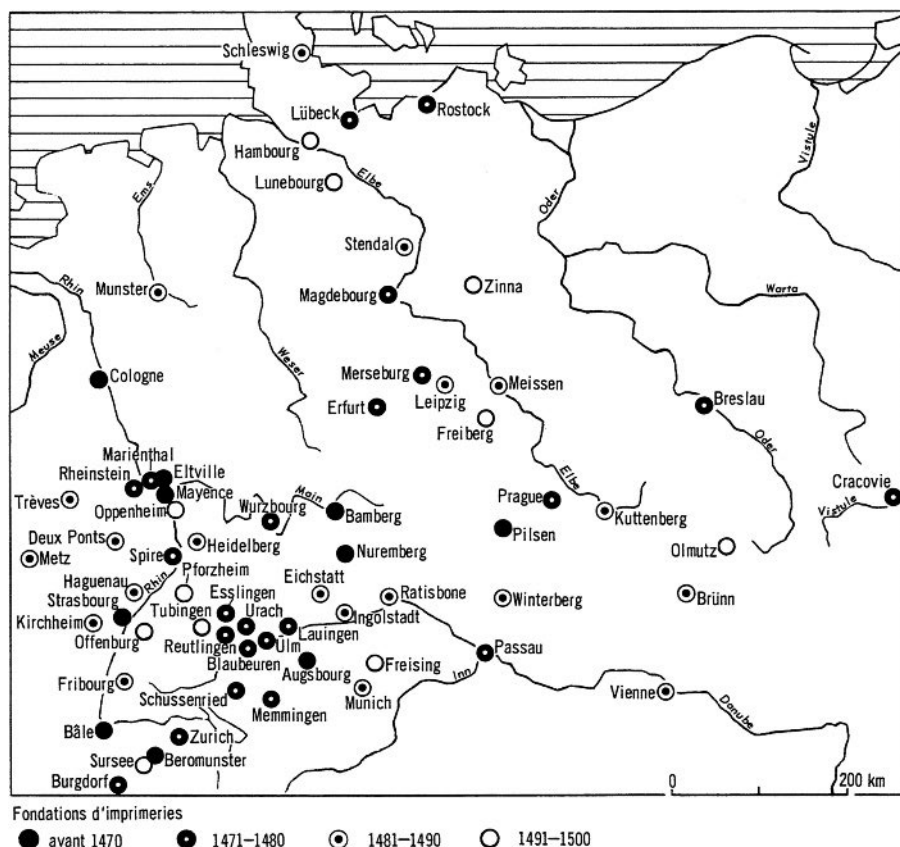 Schleswig
Lübeck
Rostock
Hambourg
Lunebourg
Elbe
Vistule
Ems
Oder
Stendal
Rhin
Munster
Magdebourg
Zinna
Warta
Meuse
Weser
Cologne
Merseburg
Leipzig
Meissen
Erfurt
Freiberg
Breslau
Oder
Marienthal
Eltville
Rheinstein
Mayence
Trèves
Oppenheim
Main
Wurzbourg
Bamberg
Prague
Elbe
Kuttenberg
Cracovie
Vistule
Deux Ponts
Heidelberg
Nuremberg
Pilsen
Olmutz
Metz
Spire
Pforzheim
Haguenau
Rhin
Esslingen
Eichstatt
Ratisbone
Winterberg
Brünn
Strasbourg
Tubingen
Urach
Ingolstadt
Kirchheim
Offenburg
Reutlingen
Ulm
Lauingen
Blaubeuren
Augsbourg
Freising
Inn
Passau
Fribourg
Schussenried
Memmingen
Munich
Vienne
Danube
Bâle
Zurich
Sursee
Beromunster
Burgdorf
0 200 km
Fondations d'imprimeries
avant 1470 1471—1480 1481—1490 1491—1500